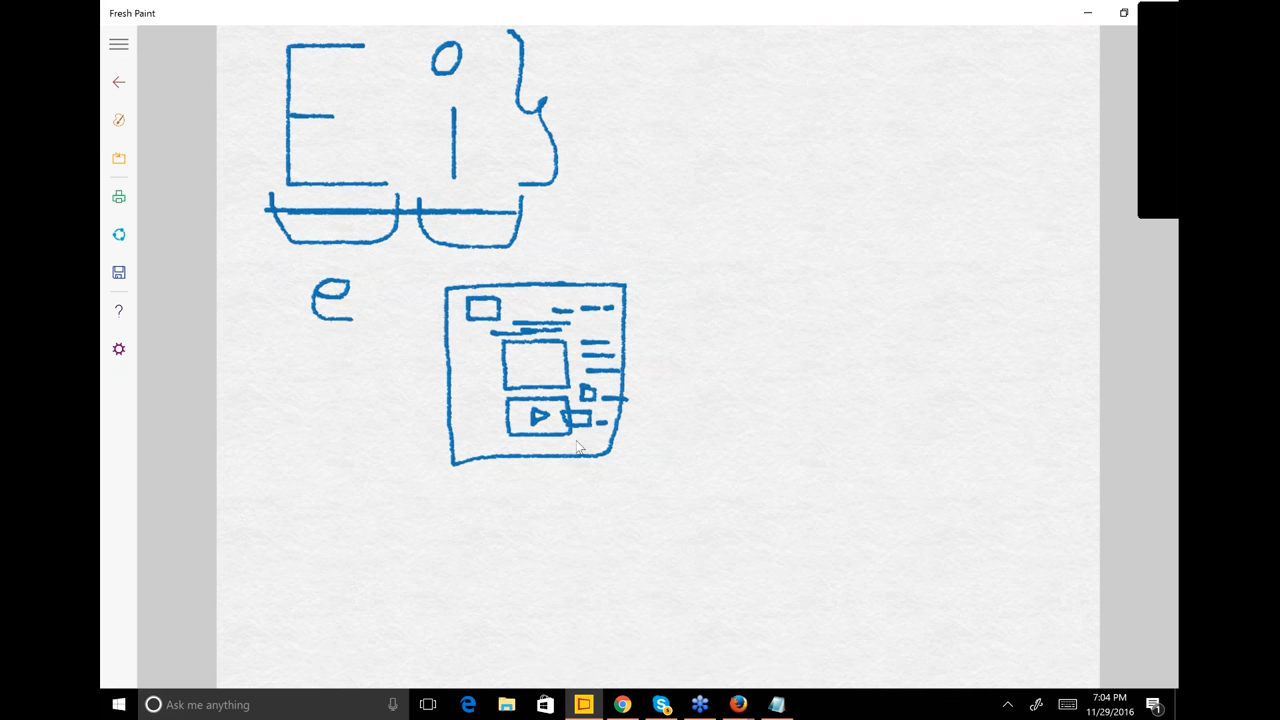 Fresh Paint
E i
e
?
Ask me anything
7:04 PM
11/29/2016